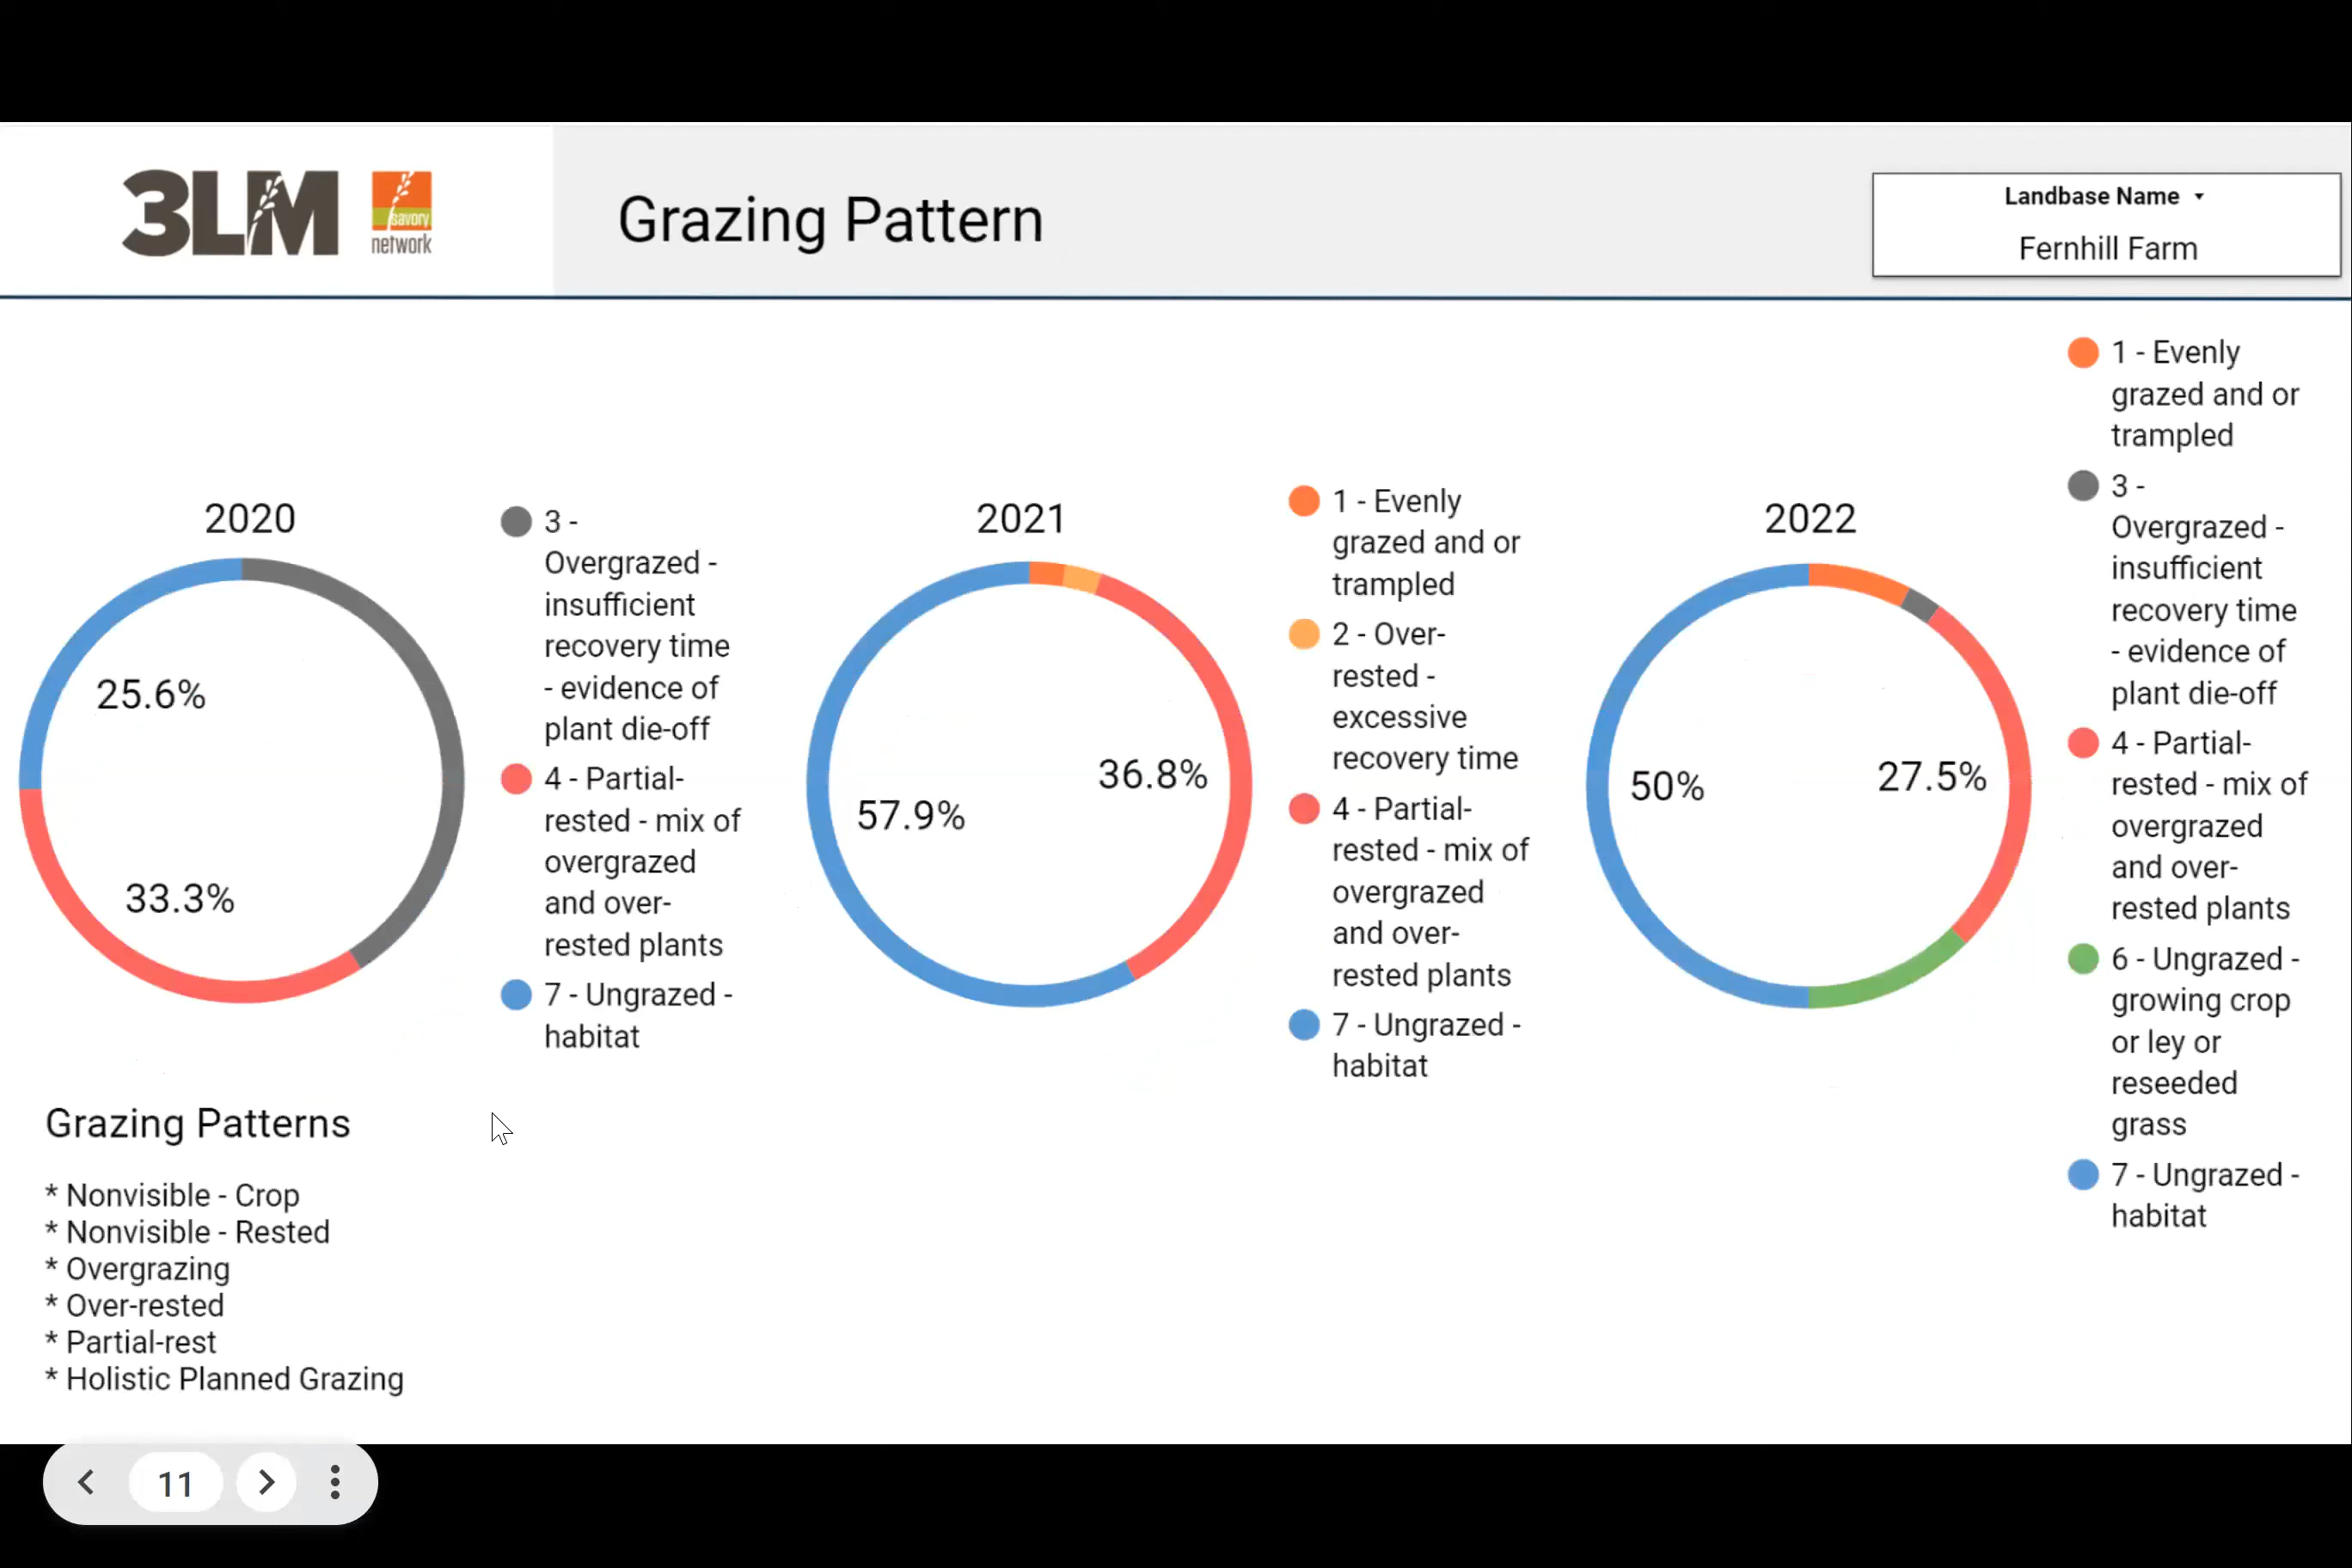 3LM
savory
network
Grazing Pattern
Landbase Name
Fernhill Farm
2020
25.6%
33.3%
3 -
Overgrazed -
insufficient
recovery time
- evidence of
plant die-off
4 - Partial-
rested - mix of
overgrazed
and over-
rested plants
7 - Ungrazed -
habitat
2021
57.9%
36.8%
1 - Evenly
grazed and or
trampled
2 - Over-
rested -
excessive
recovery time
4 - Partial-
rested - mix of
overgrazed
and over-
rested plants
7 - Ungrazed -
habitat
2022
50%
27.5%
1 - Evenly
grazed and or
trampled
3 -
Overgrazed -
insufficient
recovery time
- evidence of
plant die-off
4 - Partial-
rested - mix of
overgrazed
and over-
rested plants
6 - Ungrazed -
growing crop
or ley or
reseeded
grass
7 - Ungrazed -
habitat
Grazing Patterns
* Nonvisible - Crop
* Nonvisible - Rested
* Overgrazing
* Over-rested
* Partial-rest
* Holistic Planned Grazing
11